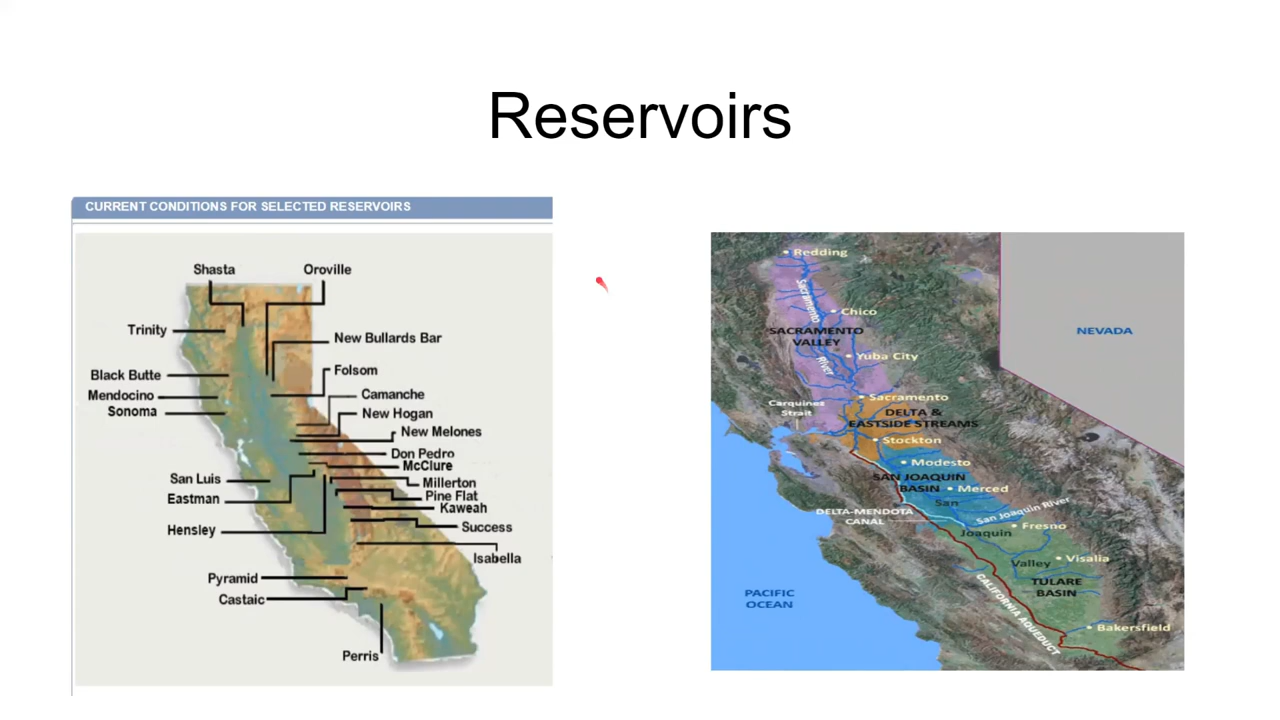 Reservoirs
CURRENT CONDITIONS FOR SELECTED RESERVOIRS
Shasta
Oroville
Trinity
New Bullards Bar
Black Butte
Folsom
Mendocino
Camanche
Sonoma
New Hogan
New Melones
Don Pedro
McClure
San Luis
Millerton
Eastman
Pine Flat
Kaweah
Hensley
Success
Isabella
Pyramid
Castaic
Perris
Redding
Sacramento
River
Chico
SACRAMENTO
VALLEY
Yuba City
NEVADA
Carquinez
Strait
Sacramento
DELTA &
EASTSIDE STREAMS
Stockton
Modesto
SAN JOAQUIN
BASIN
Merced
San
Joaquin
Valley
DELTA-MENDOTA
CANAL
San Joaquin River
Fresno
Visalia
TULARE
BASIN
CALIFORNIA AQUEDUCT
PACIFIC
OCEAN
Bakersfield